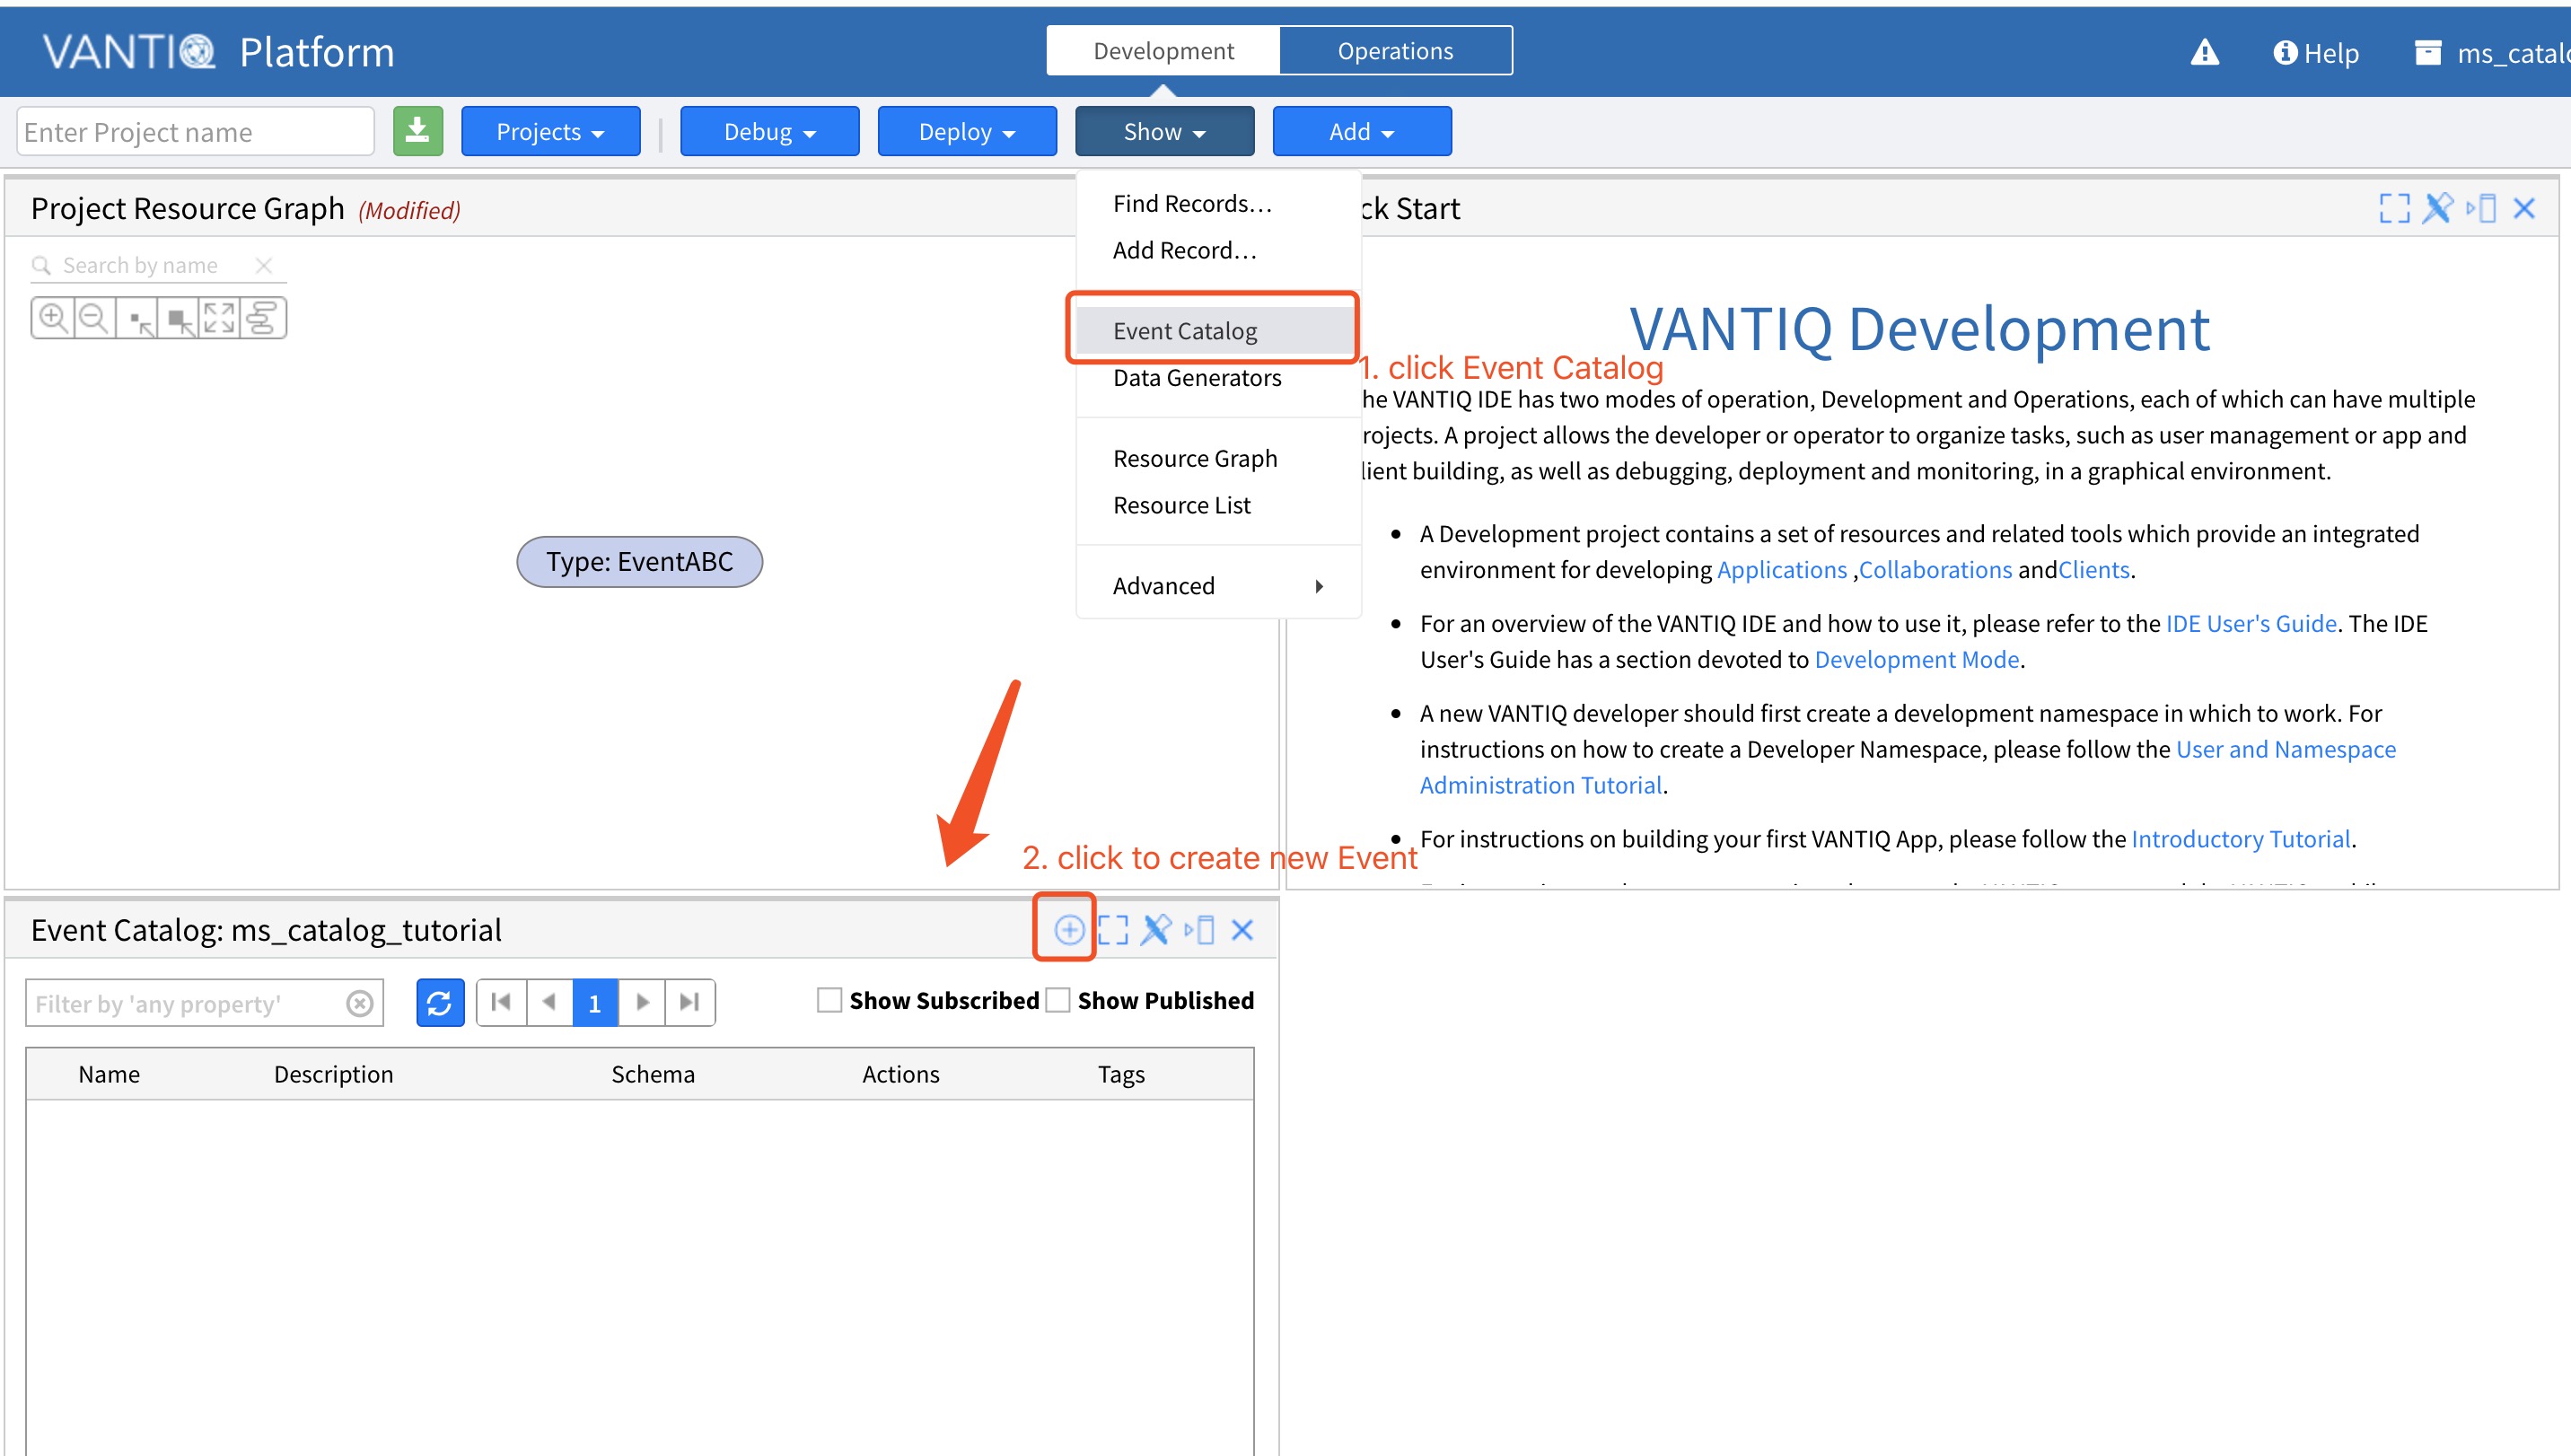 VANTIQ Platform
Development
Operations
Help
ms_catalo
Enter Project name
Projects
Debug
Deploy
Show
Add
Project Resource Graph (Modified)
Search by name
Type: EventABC
Find Records...
Add Record...
Event Catalog
Data Generators
Resource Graph
Resource List
Advanced
1. click Event Catalog
ck Start
VANTIQ Development
he VANTIQ IDE has two modes of operation, Development and Operations, each of which can have multiple
rojects. A project allows the developer or operator to organize tasks, such as user management or app and
lient building, as well as debugging, deployment and monitoring, in a graphical environment.
• A Development project contains a set of resources and related tools which provide an integrated
environment for developing Applications ,Collaborations andClients.
• For an overview of the VANTIQ IDE and how to use it, please refer to the IDE User's Guide. The IDE
User's Guide has a section devoted to Development Mode.
• A new VANTIQ developer should first create a development namespace in which to work. For
instructions on how to create a Developer Namespace, please follow the User and Namespace
Administration Tutorial.
• For instructions on building your first VANTIQ App, please follow the Introductory Tutorial.
2. click to create new Event
Event Catalog: ms_catalog_tutorial
Filter by 'any property'
1
Show Subscribed
Show Published
Name
Description
Schema
Actions
Tags